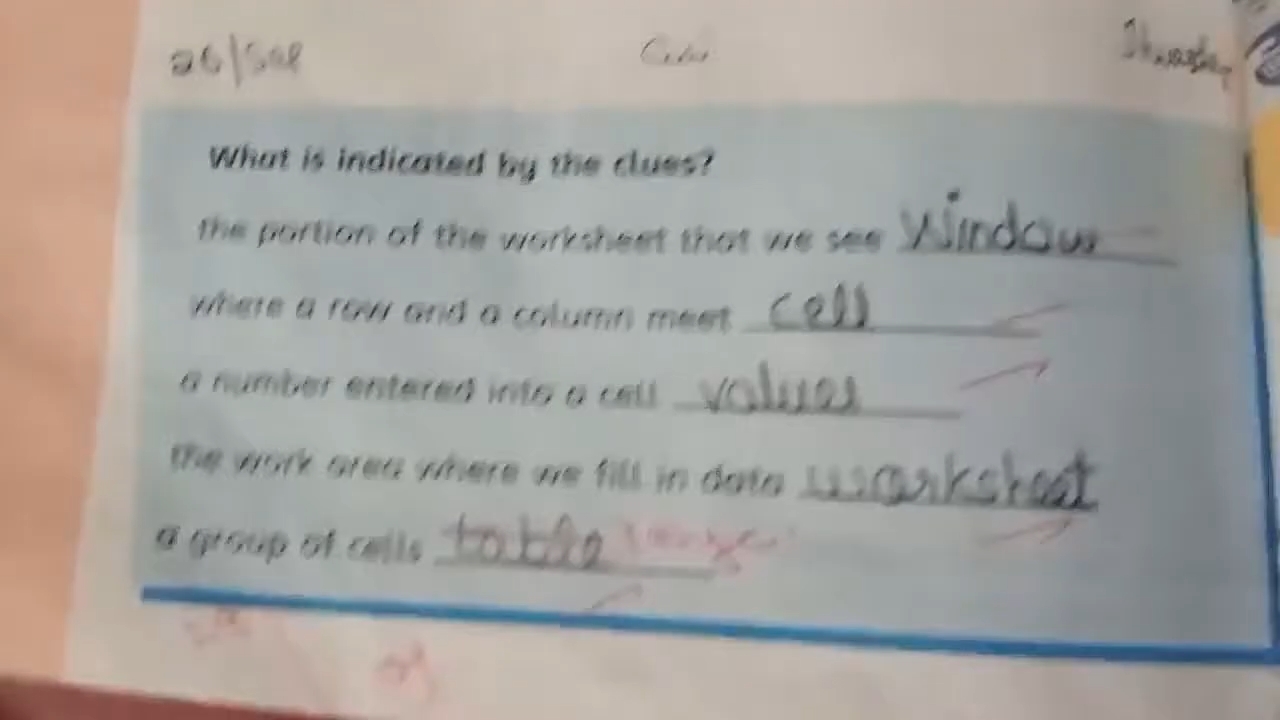 What is indicated by the clues?
the portion of the worksheet that we see window
where a row and a column meet cell
a number entered into a cell values
the work area where we fill in data worksheet
a group of cells table